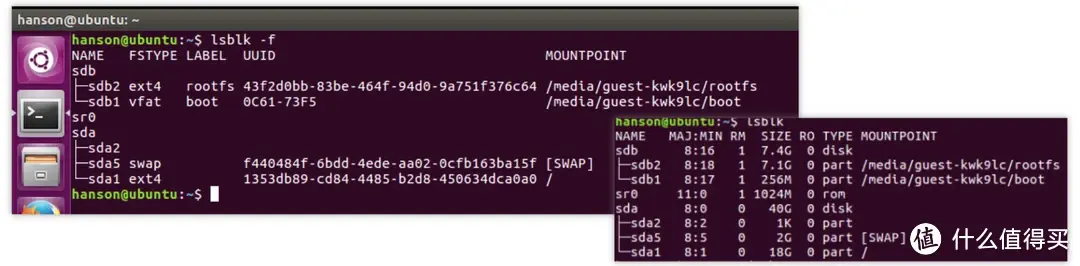 hanson@ubuntu: ~
hanson@ubuntu:~$ lsblk -f
NAME   FSTYPE LABEL  UUID                                 MOUNTPOINT
sdb
├─sdb2 ext4   rootfs 43f2d0bb-83be-464f-94d0-9a751f376c64 /media/guest-kwk9lc/rootfs
└─sdb1 vfat   boot   0C61-73F5                            /media/guest-kwk9lc/boot
sr0
sda
├─sda2
├─sda5 swap          f440484f-6bdd-4ede-aa02-0cfb163ba15f [SWAP]
└─sda1 ext4          1353db89-cd84-4485-b2d8-450634dca0a0 /
hanson@ubuntu:~$
hanson@ubuntu:~$ lsblk
NAME   MAJ:MIN RM  SIZE RO TYPE MOUNTPOINT
sdb      8:16   1  7.4G  0 disk
├─sdb2   8:18   1  7.1G  0 part /media/guest-kwk9lc/rootfs
└─sdb1   8:17   1  256M  0 part /media/guest-kwk9lc/boot
sr0     11:0    1 1024M  0 rom
sda      8:0    0   40G  0 disk
├─sda2   8:2    0    1K  0 part
├─sda5   8:5    0    2G  0 part [SWAP]
└─sda1   8:1    0   18G  0 part /
值 什么值得买